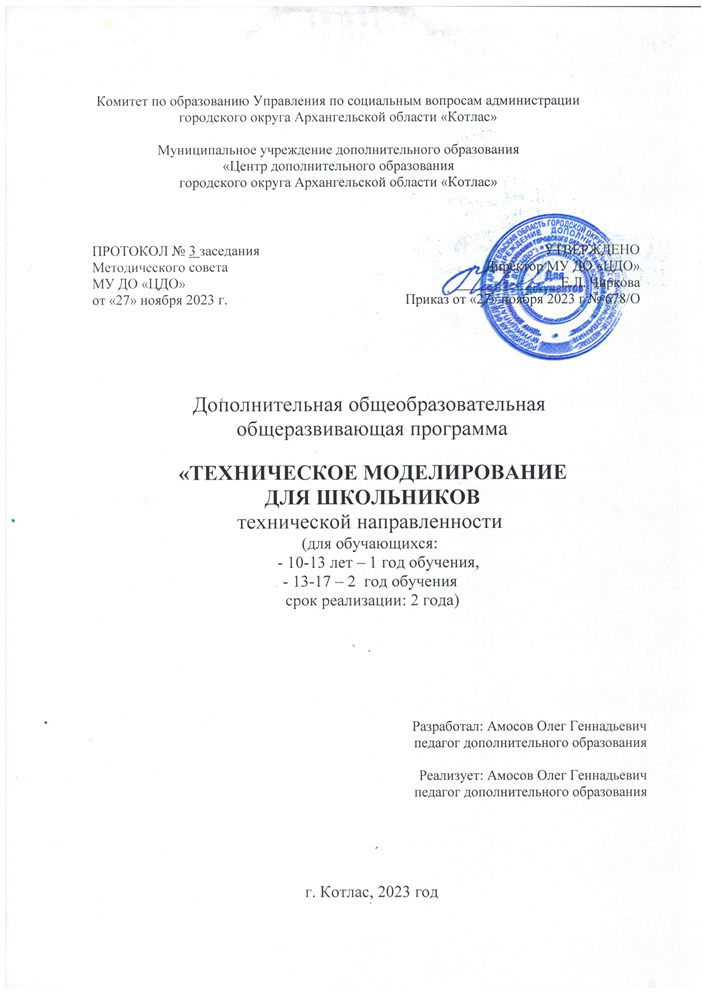 Комитет по образованию Управления по социальным вопросам администрации
городского округа Архангельской области «Котлас»
Муниципальное учреждение дополнительного образования
«Центр дополнительного образования
городского округа Архангельской области «Котлас»
ПРОТОКОЛ № 3 заседания
Методического совета
МУ ДО «ЦДО»
от «27» ноября 2023 г.
УТВЕРЖДЕНО
Директор МУ ДО «ЦДО»
Е.Л. Чиркова
Приказ от «27» ноября 2023 г № 678/О
Для
документов
Дополнительная общеобразовательная
общеразвивающая программа
«ТЕХНИЧЕСКОЕ МОДЕЛИРОВАНИЕ
ДЛЯ ШКОЛЬНИКОВ
технической направленности
(для обучающихся:
- 10-13 лет – 1 год обучения,
- 13-17 – 2 год обучения
срок реализации: 2 года)
Разработал: Амосов Олег Геннадьевич
педагог дополнительного образования
Реализует: Амосов Олег Геннадьевич
педагог дополнительного образования
г. Котлас, 2023 год